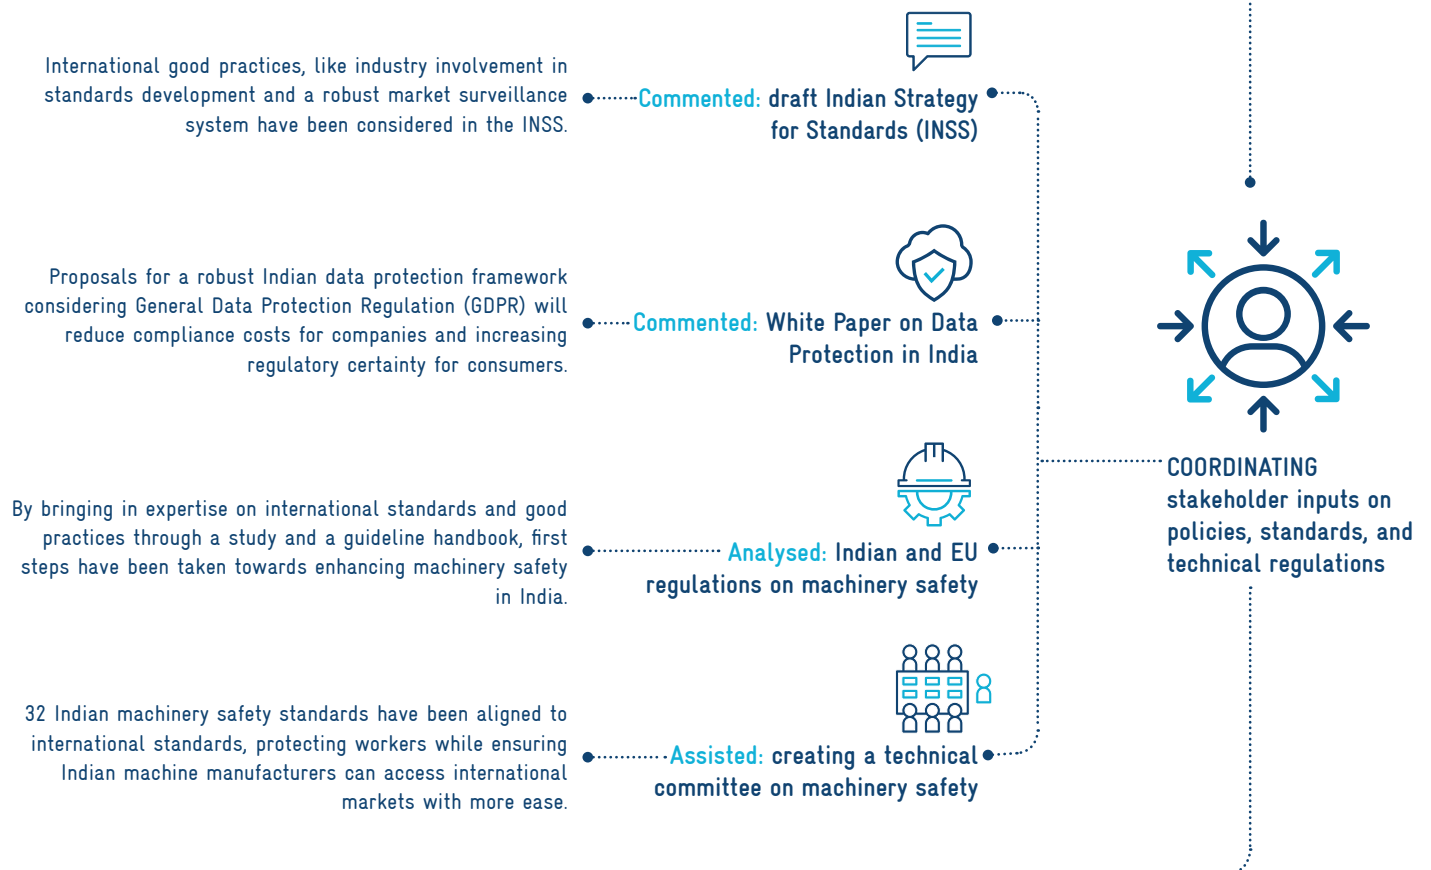 International good practices, like industry involvement in
standards development and a robust market surveillance
system have been considered in the INSS.
Commented: draft Indian Strategy
for Standards (INSS)
Proposals for a robust Indian data protection framework
considering General Data Protection Regulation (GDPR) will
reduce compliance costs for companies and increasing
regulatory certainty for consumers.
Commented: White Paper on Data
Protection in India
By bringing in expertise on international standards and good
practices through a study and a guideline handbook, first
steps have been taken towards enhancing machinery safety
in India.
Analysed: Indian and EU
regulations on machinery safety
32 Indian machinery safety standards have been aligned to
international standards, protecting workers while ensuring
Indian machine manufacturers can access international
markets with more ease.
Assisted: creating a technical
committee on machinery safety
COORDINATING
stakeholder inputs on
policies, standards, and
technical regulations